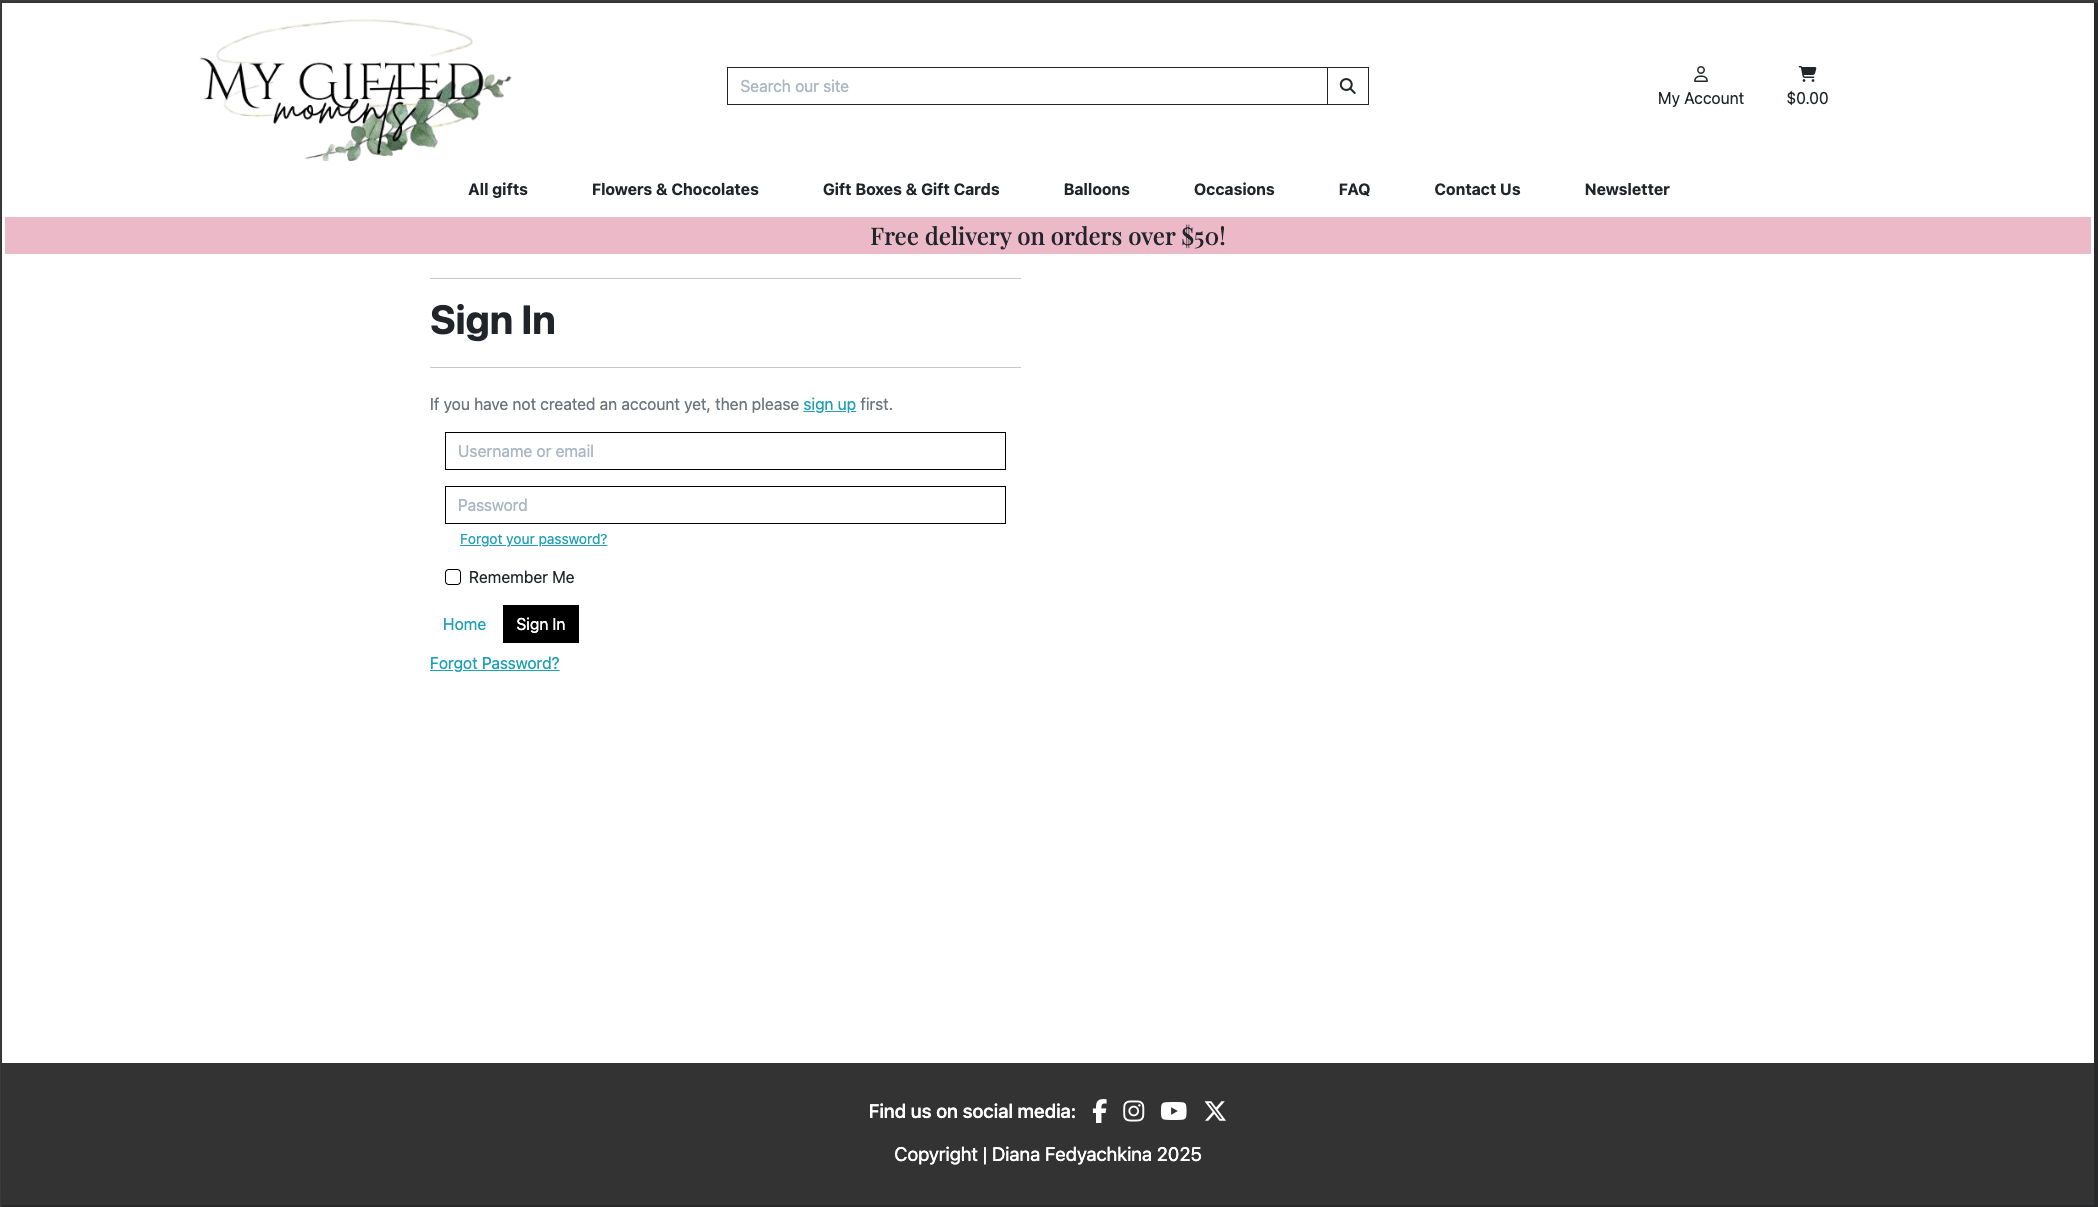 MY GIFTED
moments
Search our site
My Account
$0.00
All gifts
Flowers & Chocolates
Gift Boxes & Gift Cards
Balloons
Occasions
FAQ
Contact Us
Newsletter
Free delivery on orders over $50!
Sign In
If you have not created an account yet, then please sign up first.
Username or email
Password
Forgot your password?
Remember Me
Home
Sign In
Forgot Password?
Find us on social media:
Copyright | Diana Fedyachkina 2025